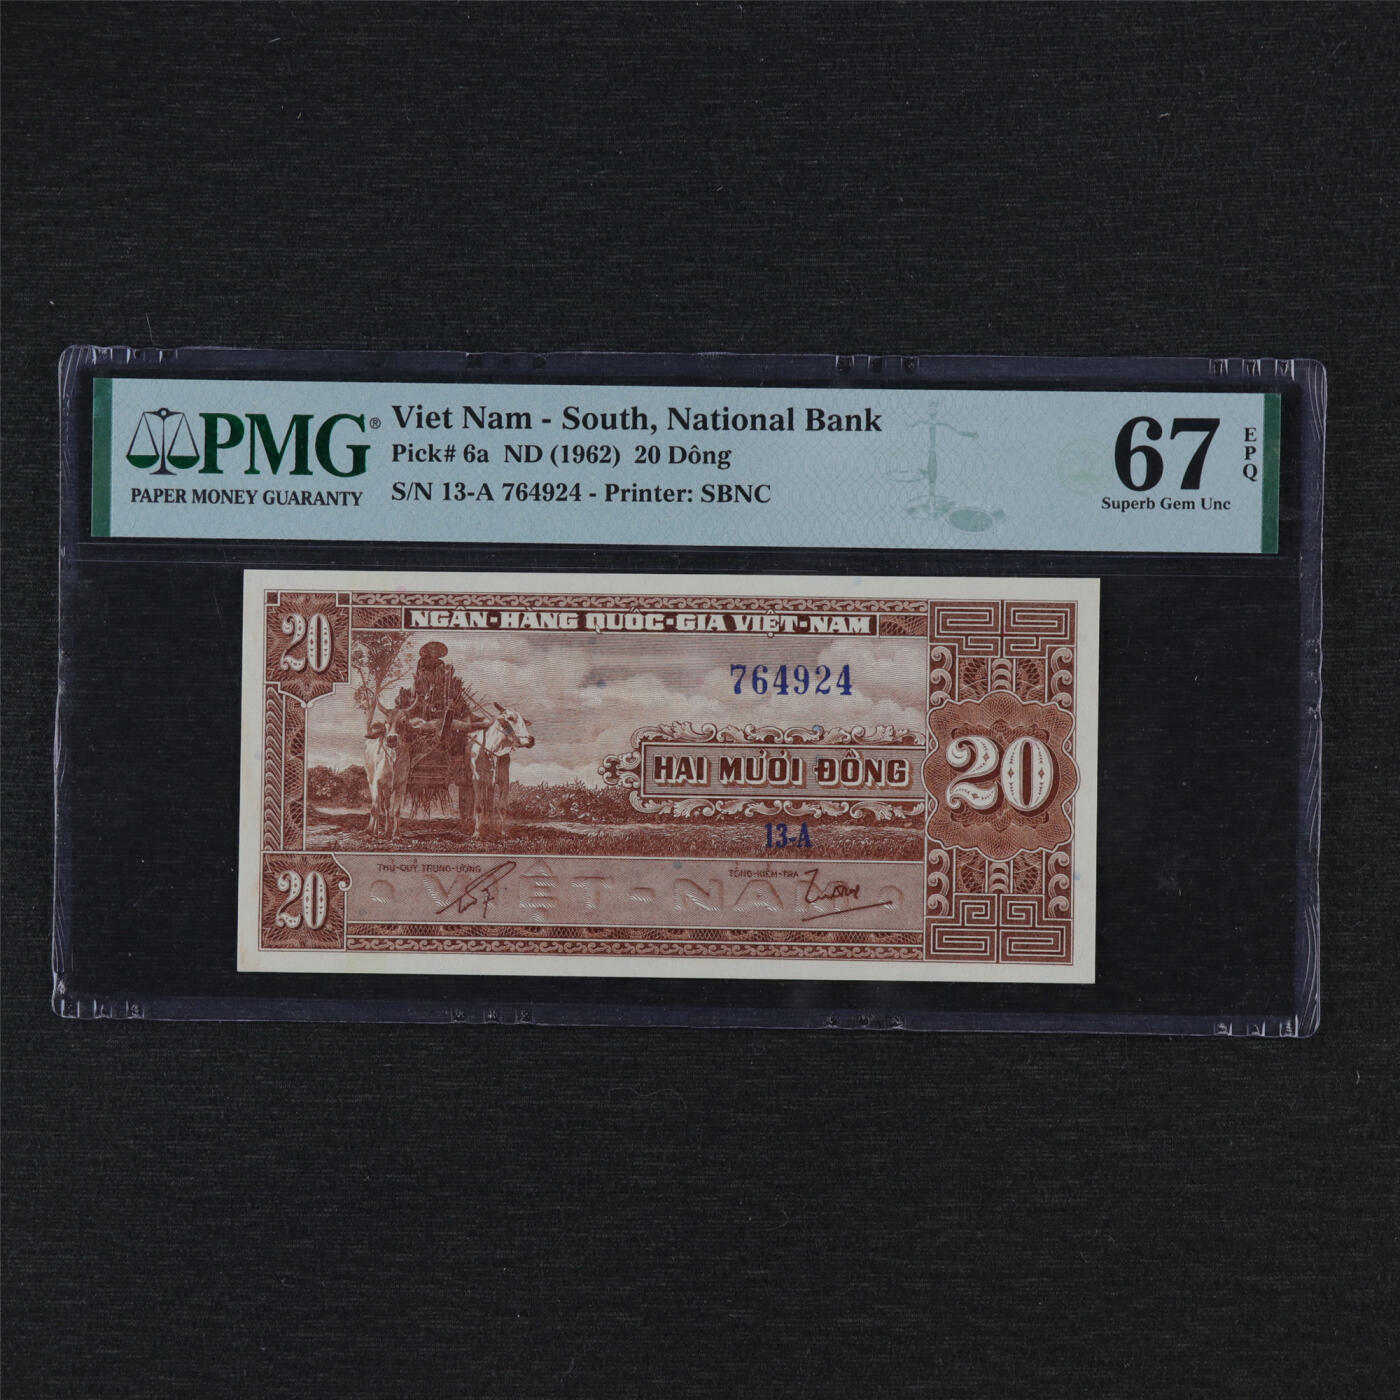 PMG®
PAPER MONEY GUARANTY
Viet Nam - South, National Bank
Pick# 6a ND (1962) 20 Dông
S/N 13-A 764924 - Printer: SBNC
67
EPQ
Superb Gem Unc
20
NGÂN-HÀNG QUỐC-GIA VIỆT-NAM
764924
HAI MƯƠI ĐỒNG
20
13-A
THỦ-QUỸ TRUNG-ƯƠNG
TỔNG-KIỂM-TRA
20
VIỆT-NAM